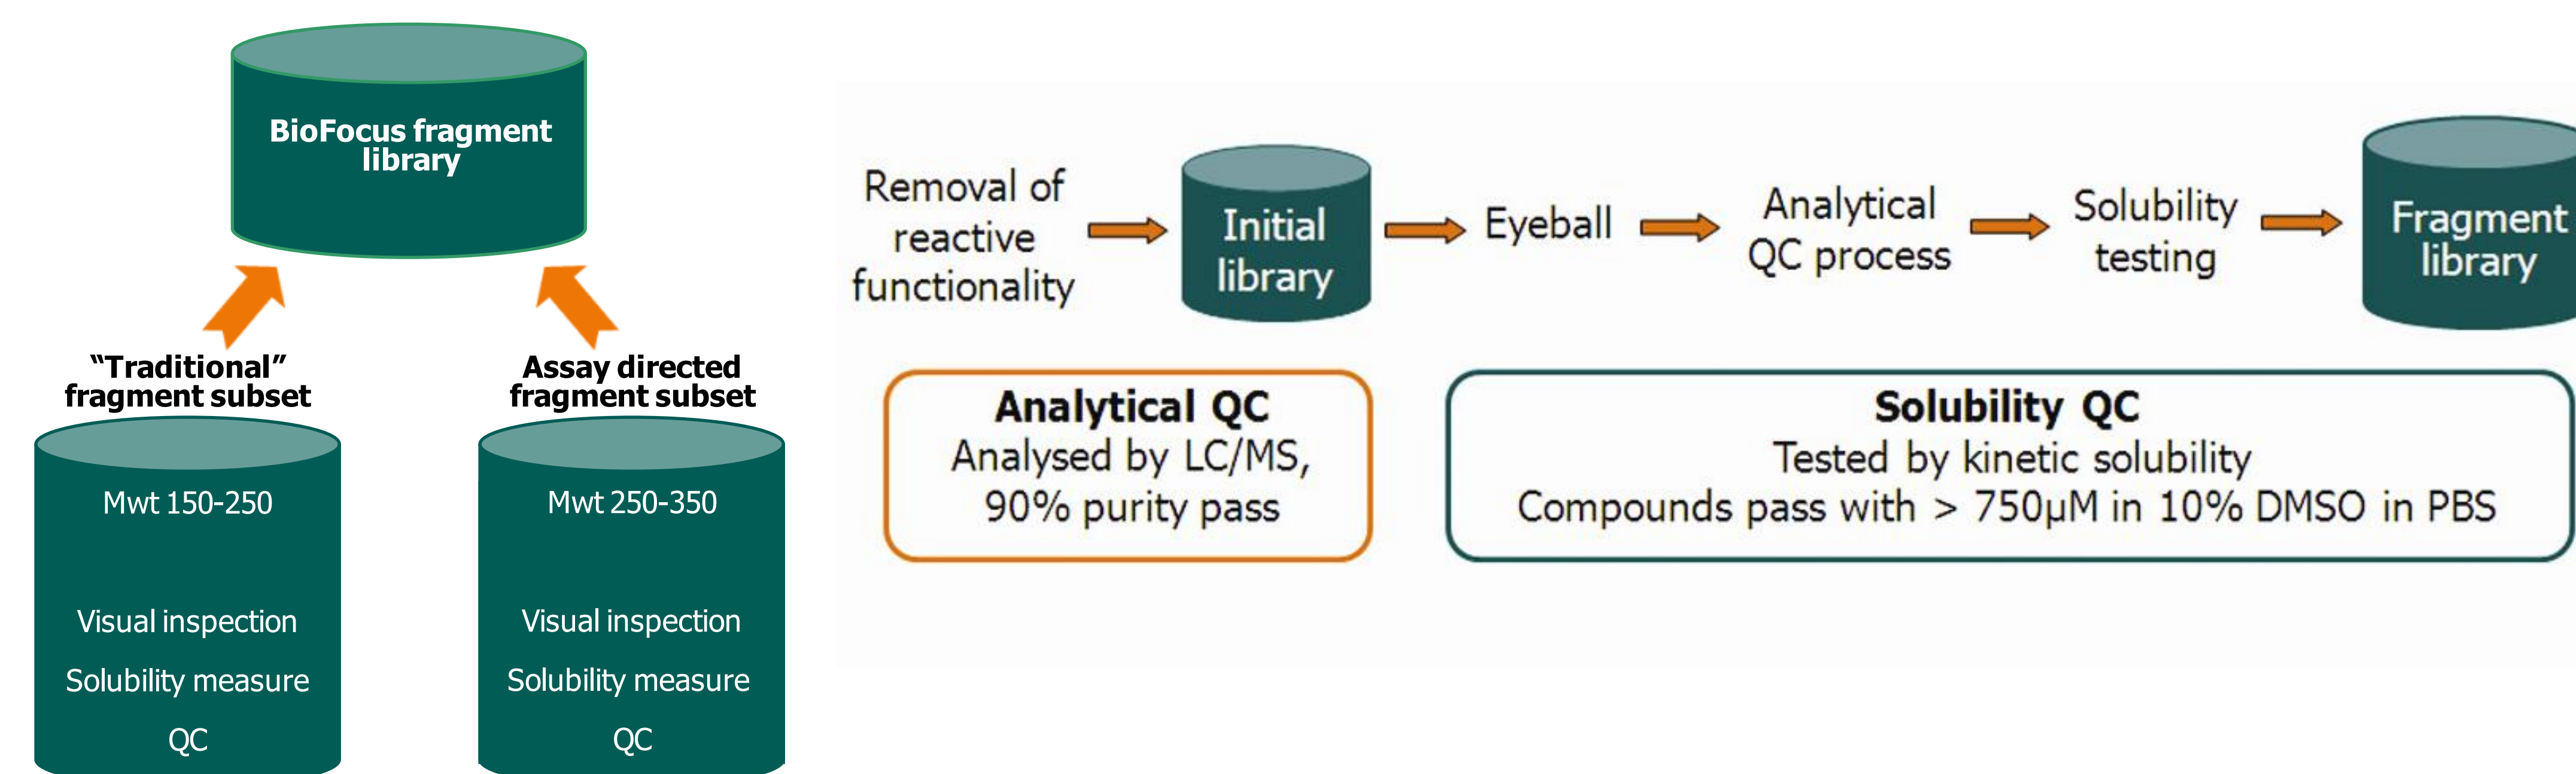 BioFocus fragment
library
“Traditional”
fragment subset
Mwt 150-250
Visual inspection
Solubility measure
QC
Assay directed
fragment subset
Mwt 250-350
Visual inspection
Solubility measure
QC
Removal of
reactive
functionality
Initial
library
Eyeball
Analytical
QC process
Solubility
testing
Fragment
library
Analytical QC
Analysed by LC/MS,
90% purity pass
Solubility QC
Tested by kinetic solubility
Compounds pass with > 750µM in 10% DMSO in PBS